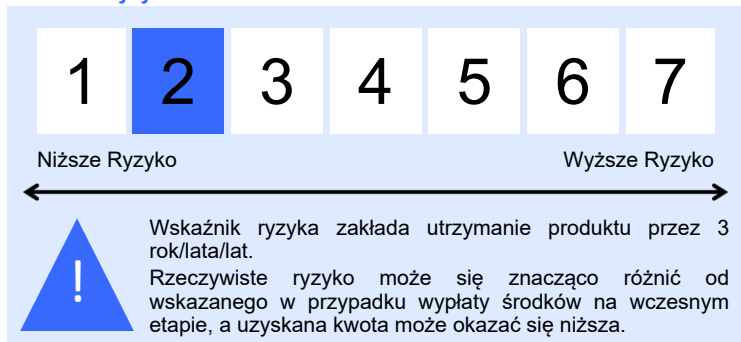 1 2 3 4 5 6 7
Niższe Ryzyko Wyższe Ryzyko
!
Wskaźnik ryzyka zakłada utrzymanie produktu przez 3
rok/lata/lat.
Rzeczywiste ryzyko może się znacząco różnić od
wskazanego w przypadku wypłaty środków na wczesnym
etapie, a uzyskana kwota może okazać się niższa.